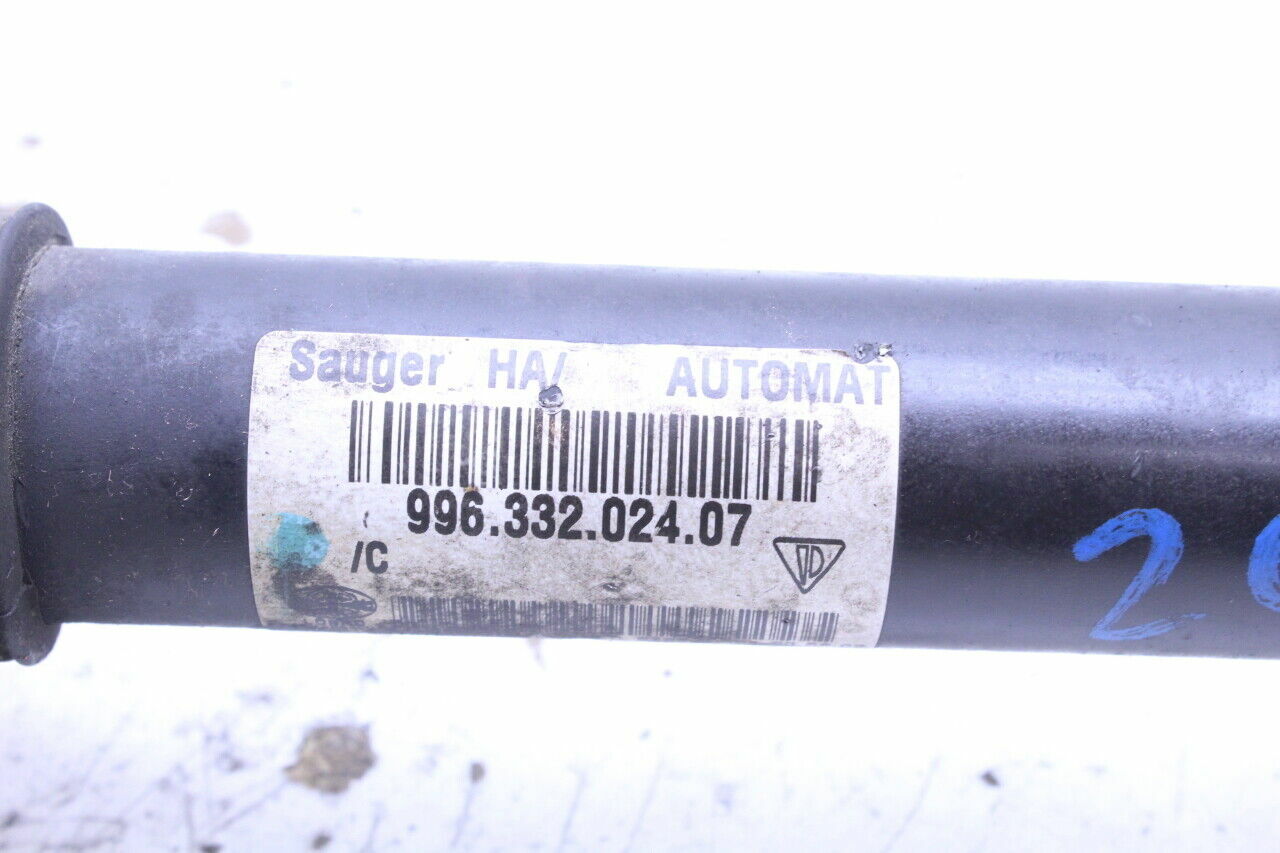 Sauger HA/ AUTOMAT
996.332.024.07
/C